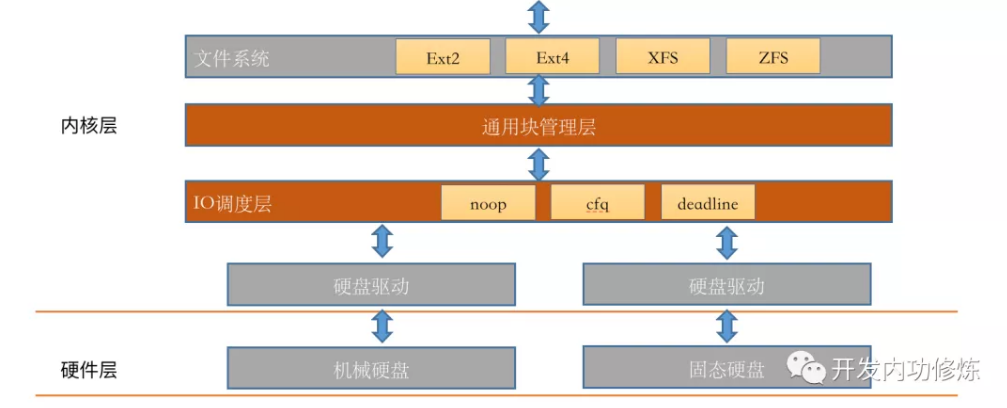 文件系统 Ext2 Ext4 XFS ZFS
内核层
通用块管理层
IO调度层 noop cfq deadline
硬盘驱动 硬盘驱动
硬件层 机械硬盘 固态硬盘
开发内功修炼